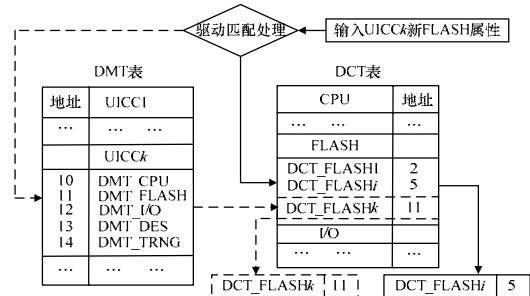 驱动匹配处理
输入UICCk新FLASH属性
DMT表
DCT表
地址 UICC1
... ...
UICCk
10 DMT_CPU
11 DMT_FLASH
12 DMT_I/O
13 DMT_DES
14 DMT_TRNG
... ...
CPU 地址
... ...
FLASH
DCT_FLASH1 2
DCT_FLASHi 5
DCT_FLASHk 11
I/O
... ...
DCT_FLASHk 11
DCT_FLASHi 5